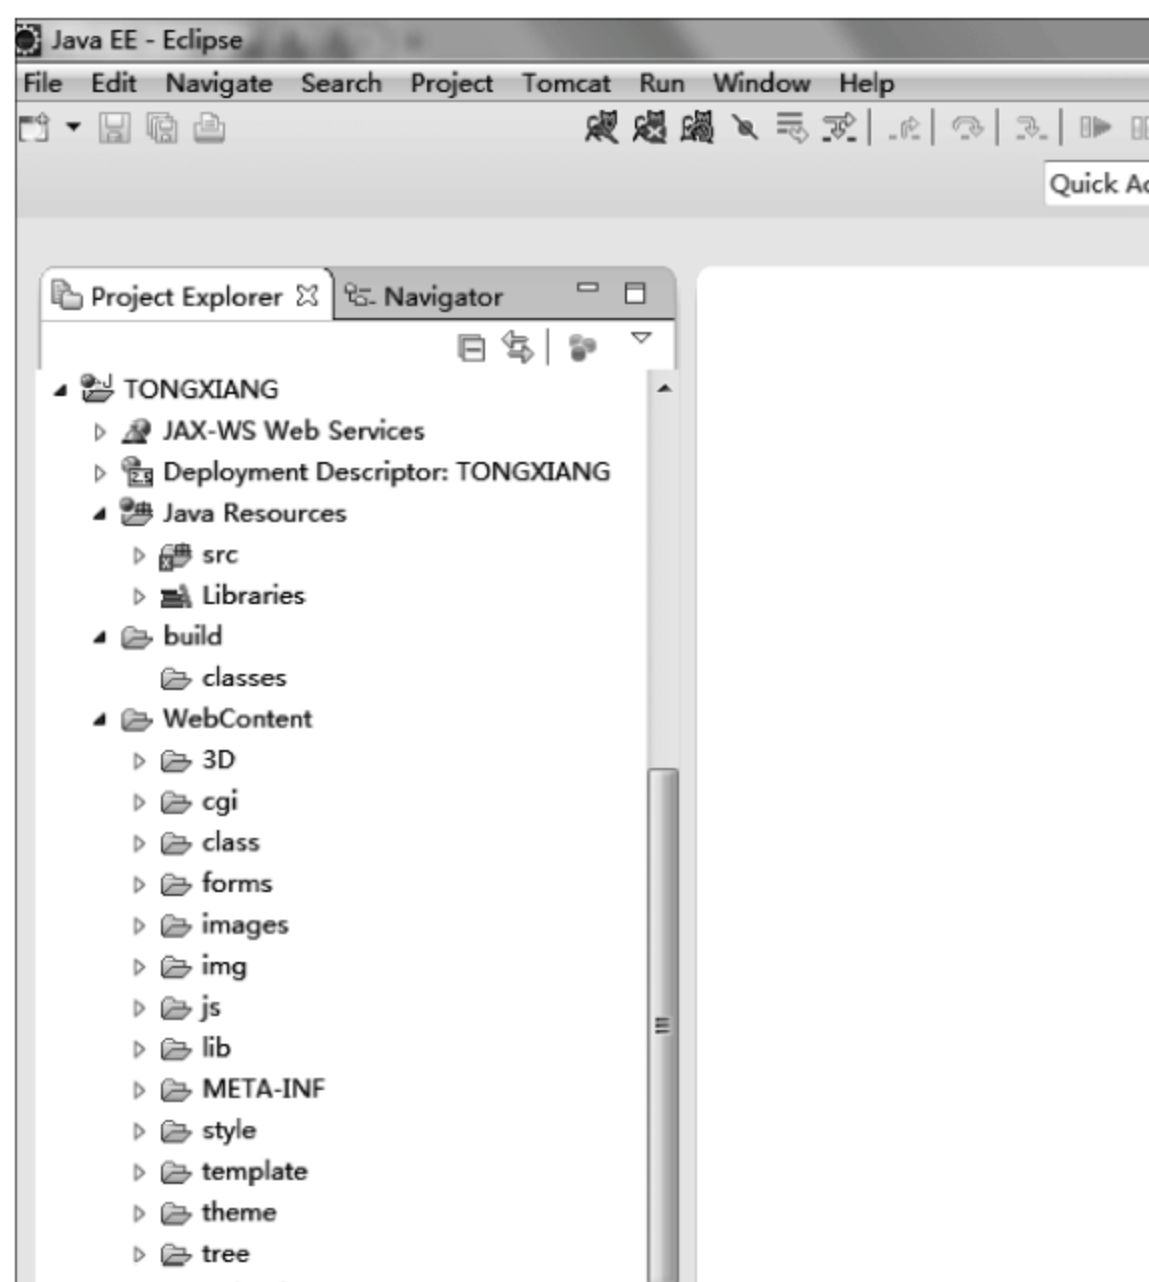 Java EE - Eclipse
File Edit Navigate Search Project Tomcat Run Window Help
Quick
Project Explorer Navigator
TONGXIANG
JAX-WS Web Services
Deployment Descriptor: TONGXIANG
2.5
Java Resources
src
Libraries
build
classes
WebContent
3D
cgi
class
forms
images
img
js
lib
META-INF
style
template
theme
tree